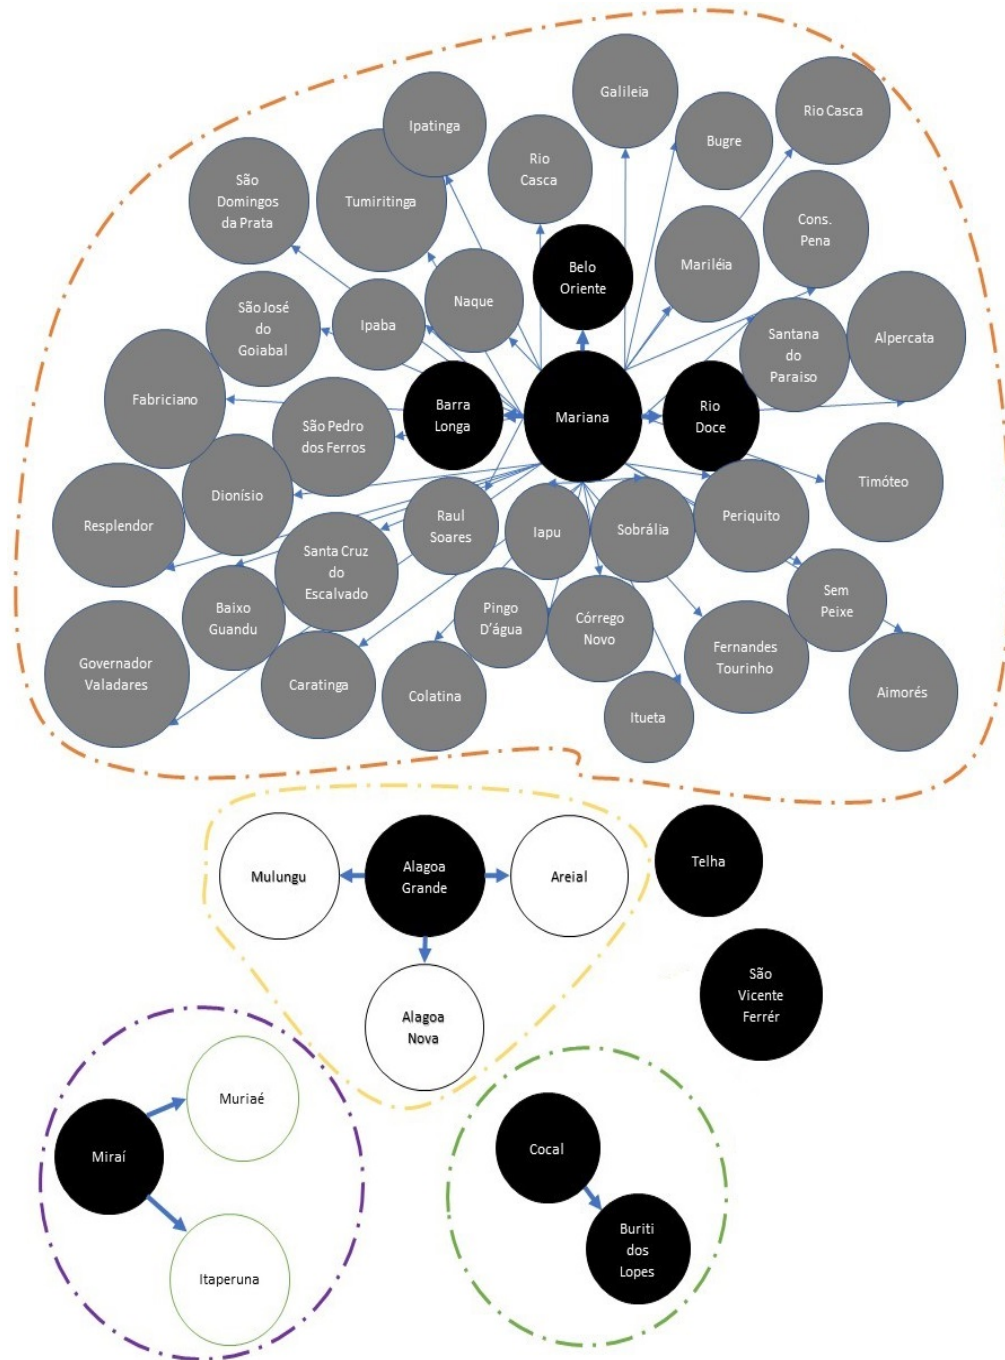 Ipatinga
Galileia
Rio Casca
Bugre
Rio
Casca
São
Domingos
da Prata
Tumiritinga
Cons.
Pena
Mariléia
Belo
Oriente
Naque
São José
do
Goiabal
Ipaba
Santana
do
Paraiso
Alpercata
Fabriciano
Barra
Longa
Mariana
Rio
Doce
São Pedro
dos Ferros
Timóteo
Dionísio
Resplendor
Raul
Soares
Iapu
Sobrália
Periquito
Santa Cruz
do
Escalvado
Sem
Peixe
Baixo
Guandu
Pingo
D'água
Córrego
Novo
Fernandes
Tourinho
Governador
Valadares
Caratinga
Colatina
Itueta
Aimorés
Mulungu
Alagoa
Grande
Areial
Telha
Alagoa
Nova
São
Vicente
Ferrér
Muriaé
Miraí
Itaperuna
Cocal
Buriti
dos
Lopes